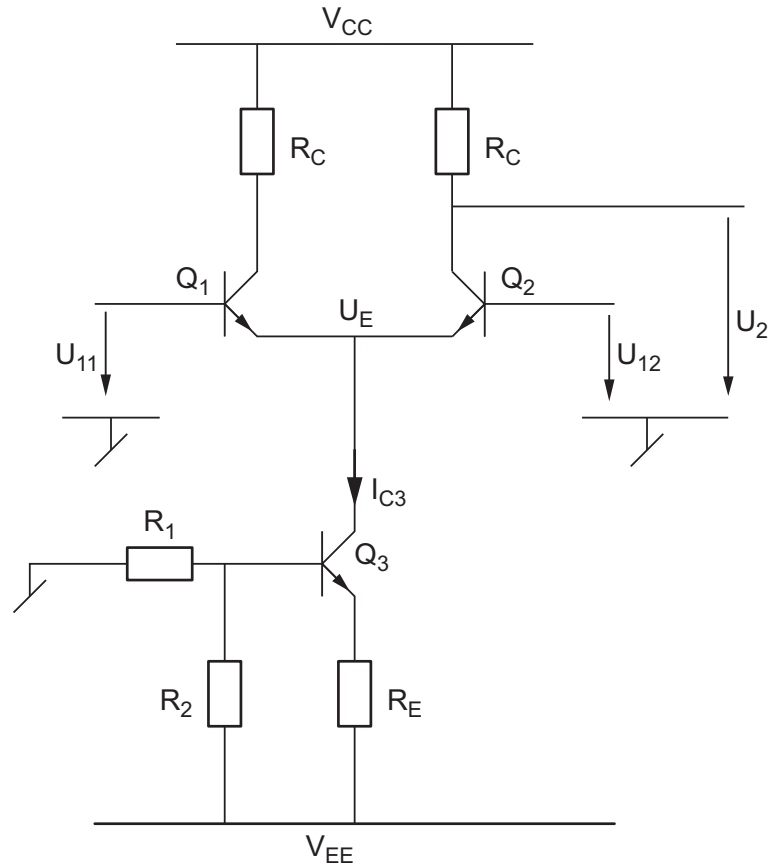 V_CC
R_C R_C
Q_1 Q_2
U_E
U_11 U_12 U_2
I_C3
R_1
Q_3
R_2 R_E
V_EE